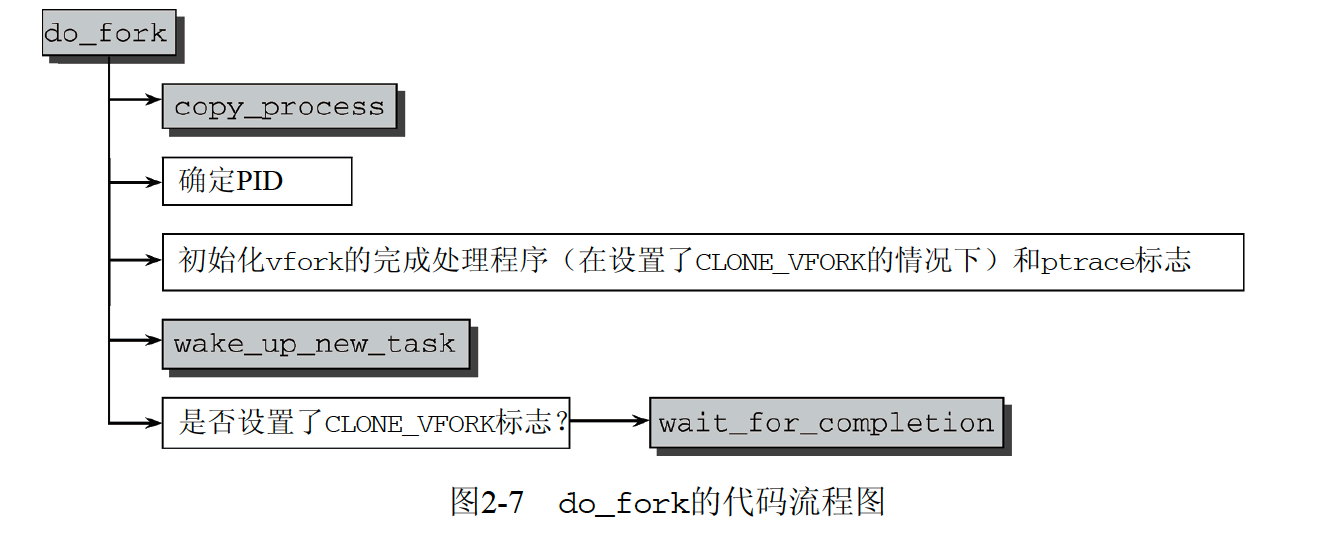 do_fork
copy_process
确定PID
初始化vfork的完成处理程序（在设置了CLONE_VFORK的情况下）和ptrace标志
wake_up_new_task
是否设置了CLONE_VFORK标志？
wait_for_completion
图2-7 do_fork的代码流程图